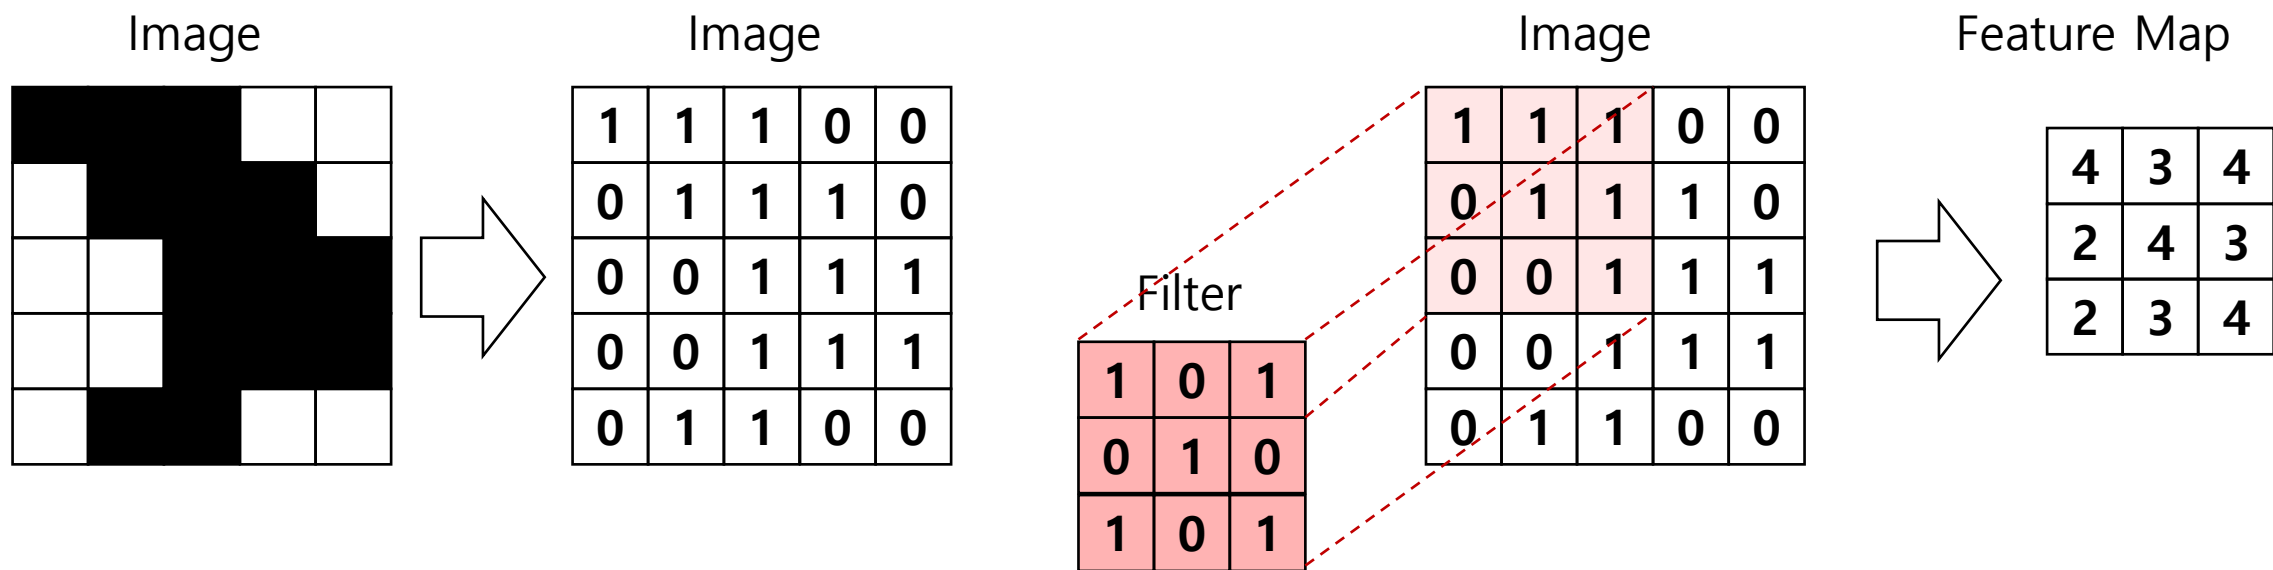 Image
Image
1 1 1 0 0
0 1 1 1 0
0 0 1 1 1
0 0 1 1 1
0 1 1 0 0
Filter
1 0 1
0 1 0
1 0 1
Image
1 1 1 0 0
0 1 1 1 0
0 0 1 1 1
0 0 1 1 1
0 1 1 0 0
Feature Map
4 3 4
2 4 3
2 3 4